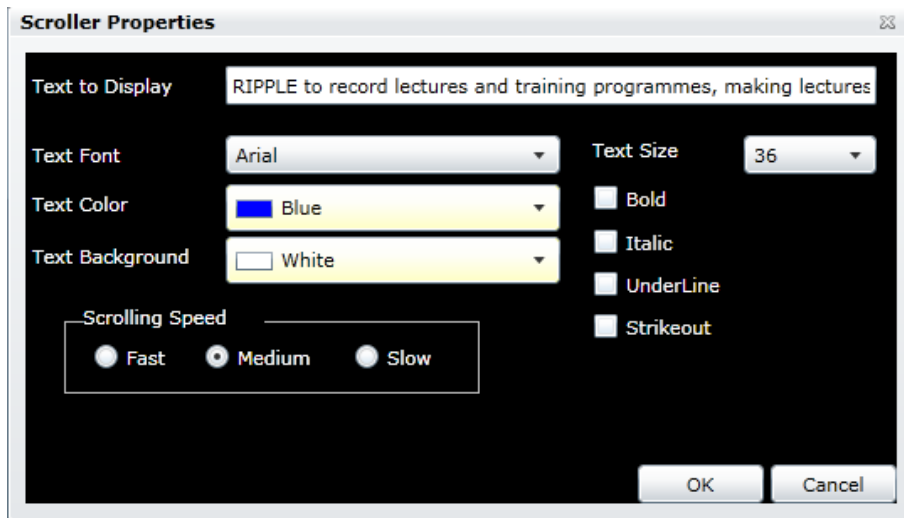 Scroller Properties
Text to Display RIPPLE to record lectures and training programmes, making lectures
Text Font Arial Text Size 36
Text Color Blue Bold
Text Background White Italic
UnderLine
Scrolling Speed Strikeout
Fast Medium Slow
OK Cancel